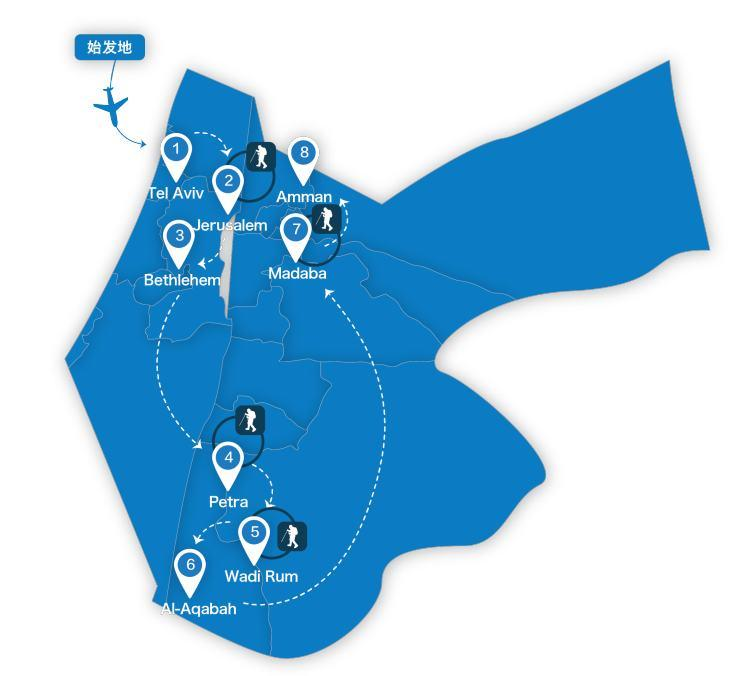 始发地
1
Tel Aviv
2
Jerusalem
3
Bethlehem
8
Amman
7
Madaba
4
Petra
5
Wadi Rum
6
Al-Aqabah